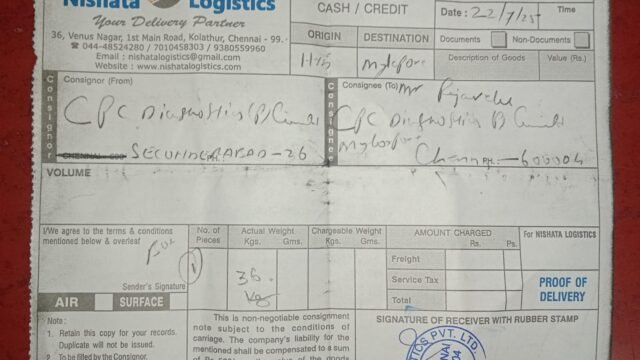 Nishata Logistics
Your Delivery Partner
36, Venus Nagar, 1st Main Road, Kolathur, Chennai - 99.
☎ 044-48524280 / 7010458303 / 9380559960
Email : nishatalogistics@gmail.com
Website : www.nishatalogistics.com
CASH / CREDIT
Date : 22/7/25
Time
ORIGIN
DESTINATION
Documents
Non-Documents
Hyd
Mylapore
Description of Goods
Value (Rs.)
Consignor
Consignor (From)
CPC Diagnostics (P) Limited
SECUNDERABAD-26
Consignee
Consignee (To) Mr
CPC Diagnostics (P) Limited
Mylapore
Chennai - 600004
VOLUME
I/We agree to the terms & conditions
mentioned below & overleaf
Sender's Signature
No. of
Pieces
1
Actual Weight
Kgs. Gms.
36
Kg
Chargeable Weight
Kgs. Gms.
AMOUNT CHARGED
Rs. Ps.
Freight
Service Tax
Total
For NISHATA LOGISTICS
PROOF OF
DELIVERY
AIR SURFACE
Note :
1. Retain this copy for your records.
Duplicate will not be issued.
2. To be filled by the Consignor.
This is non-negotiable consignment
note subject to the conditions of
carriage. The company's liability for the
mentioned shall be compensated to a sum
SIGNATURE OF RECEIVER WITH RUBBER STAMP